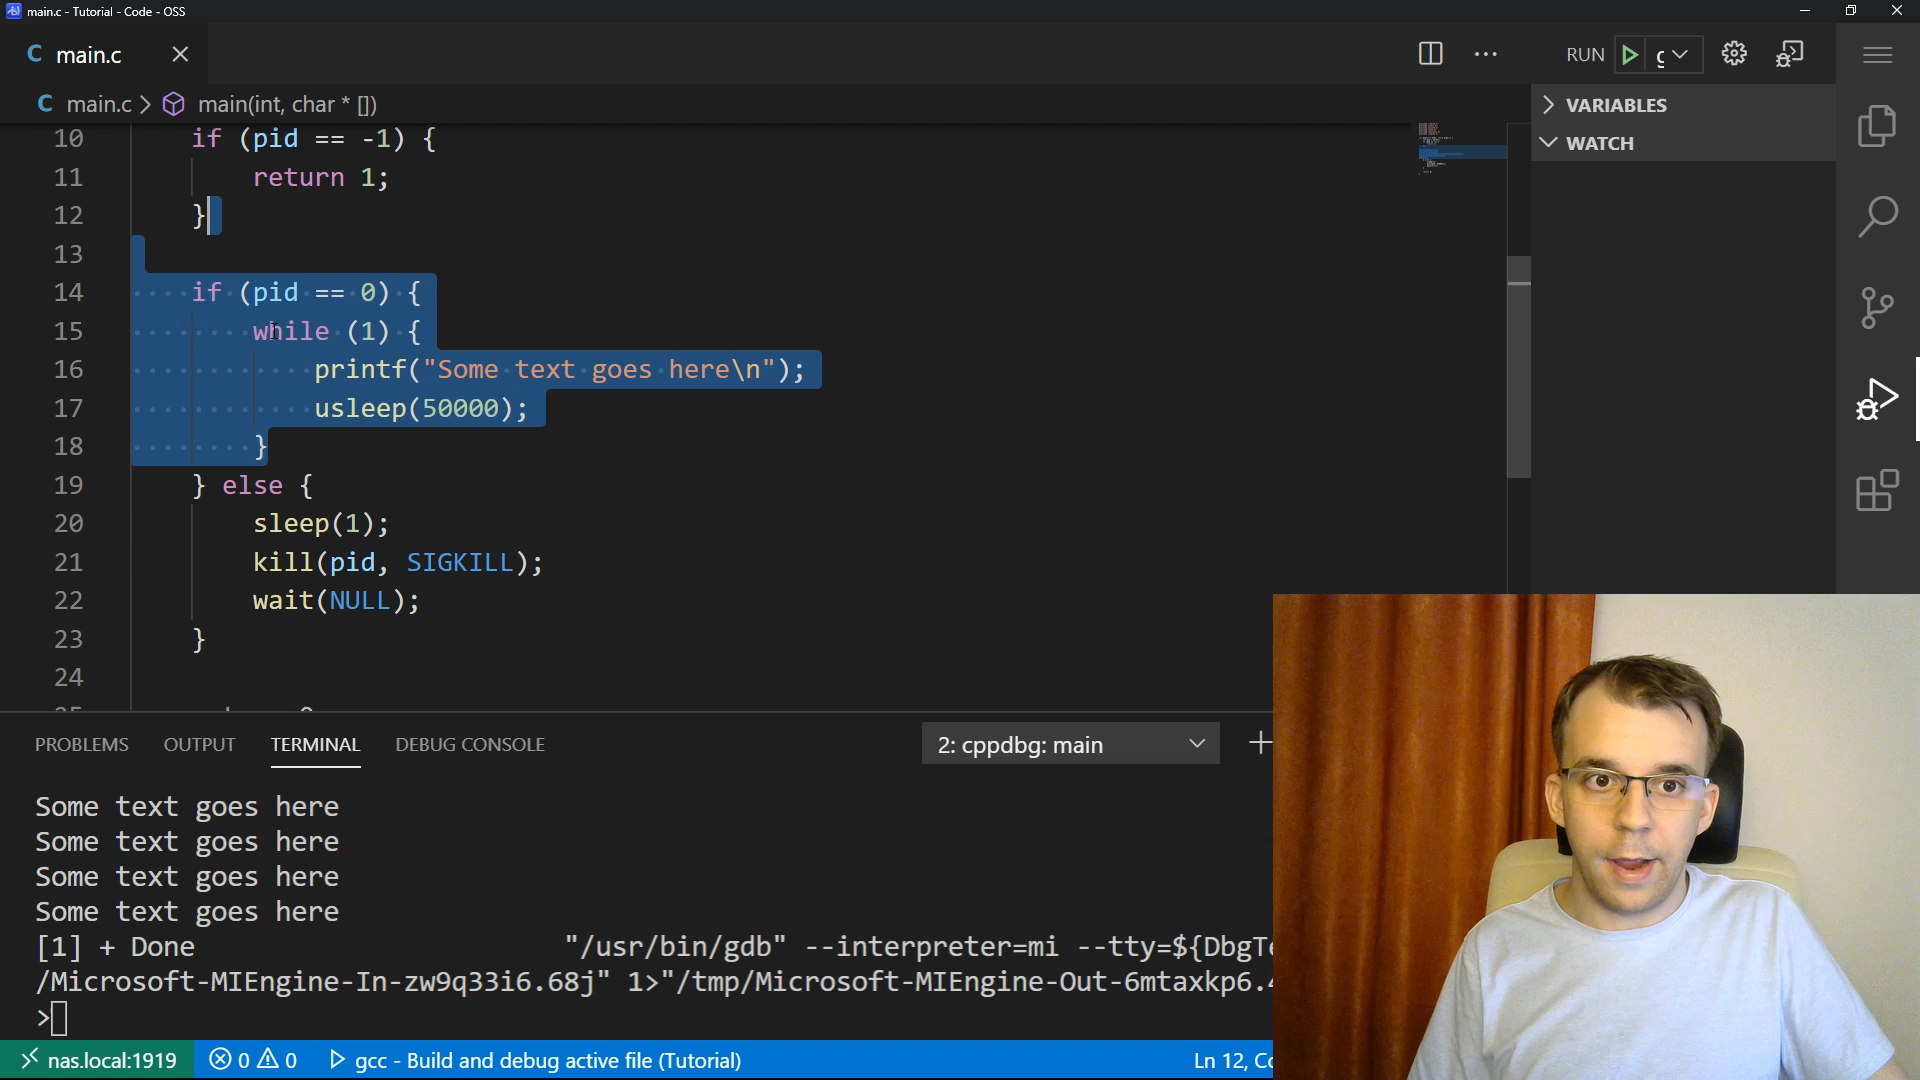 main.c - Tutorial - Code - OSS
C main.c
RUN
C main.c > main(int, char * [])
VARIABLES
WATCH
10 if (pid == -1) {
11 return 1;
12 }
13
14 if (pid == 0) {
15 while (1) {
16 printf("Some text goes here\n");
17 usleep(50000);
18 }
19 } else {
20 sleep(1);
21 kill(pid, SIGKILL);
22 wait(NULL);
23 }
24
PROBLEMS OUTPUT TERMINAL DEBUG CONSOLE
2: cppdbg: main
Some text goes here
Some text goes here
Some text goes here
Some text goes here
[1] + Done "/usr/bin/gdb" --interpreter=mi --tty=${DbgTe
/Microsoft-MIEngine-In-zw9q33i6.68j" 1>"/tmp/Microsoft-MIEngine-Out-6mtaxkp6.4
>
nas.local:1919 0 0 gcc - Build and debug active file (Tutorial) Ln 12, Co